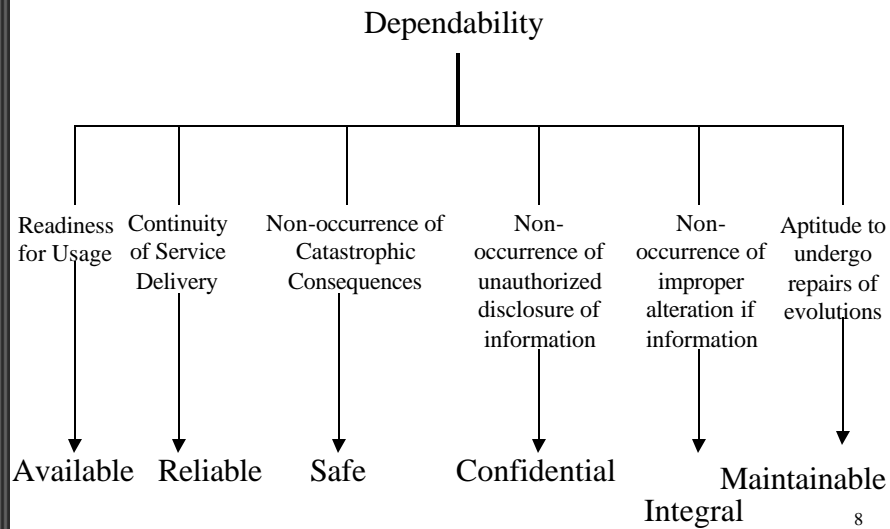 Dependability
Readiness
for Usage
Continuity
of Service
Delivery
Non-occurrence of
Catastrophic
Consequences
Non-
occurrence of
unauthorized
disclosure of
information
Non-
occurrence of
improper
alteration if
information
Aptitude to
undergo
repairs of
evolutions
Available
Reliable
Safe
Confidential
Integral
Maintainable
8